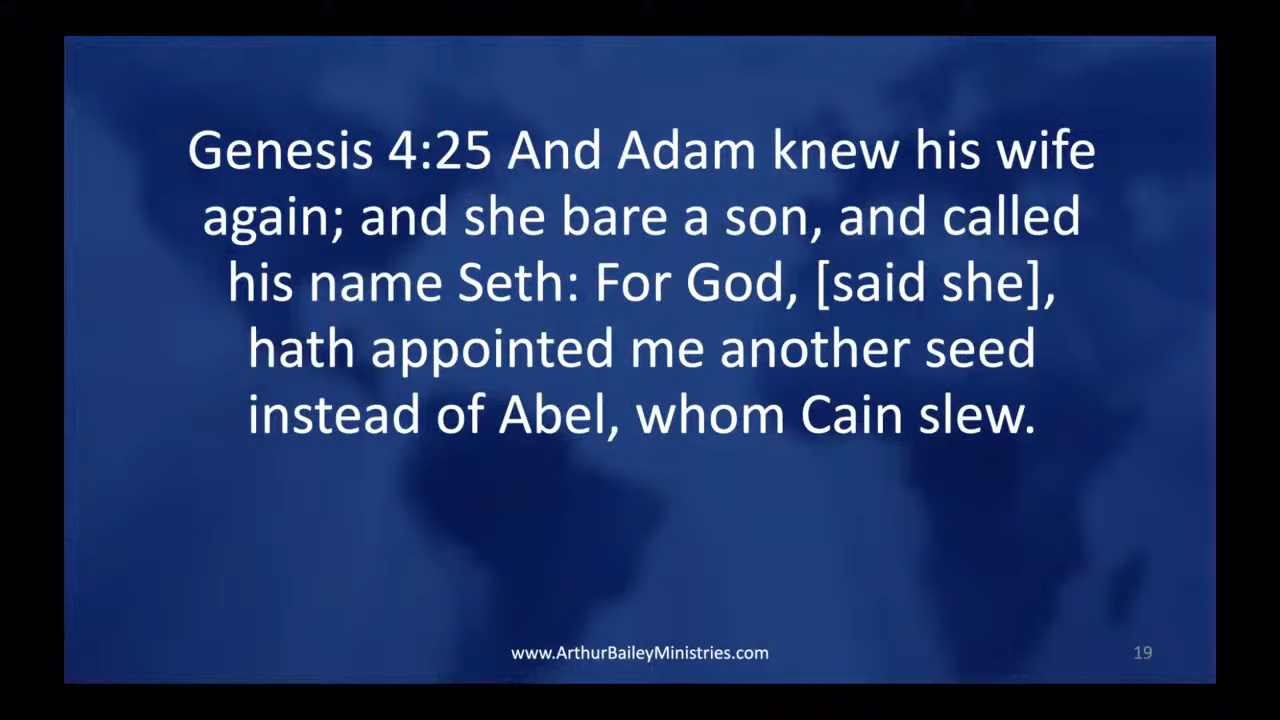 Genesis 4:25 And Adam knew his wife
again; and she bare a son, and called
his name Seth: For God, [said she],
hath appointed me another seed
instead of Abel, whom Cain slew.
www.ArthurBaileyMinistries.com
19